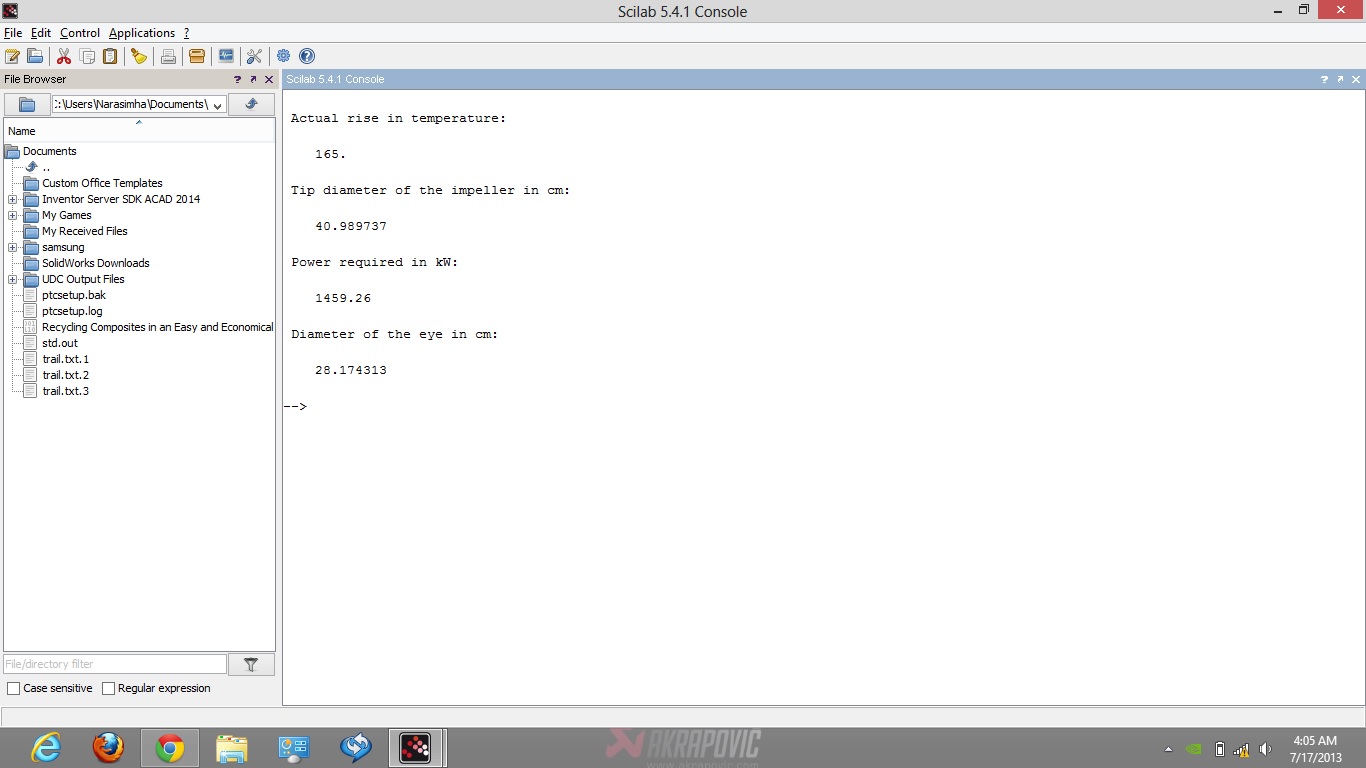 Scilab 5.4.1 Console
File Edit Control Applications ?
File Browser
Scilab 5.4.1 Console
:\Users\Narasimha\Documents\
Name
Documents
..
Custom Office Templates
Inventor Server SDK ACAD 2014
My Games
My Received Files
samsung
SolidWorks Downloads
UDC Output Files
ptcsetup.bak
ptcsetup.log
Recycling Composites in an Easy and Economical
std.out
trail.txt.1
trail.txt.2
trail.txt.3
File/directory filter
Case sensitive Regular expression
Actual rise in temperature:
165.
Tip diameter of the impeller in cm:
40.989737
Power required in kW:
1459.26
Diameter of the eye in cm:
28.174313
-->
AKRAPOVIC
www.akrapovic.com
4:05 AM
7/17/2013